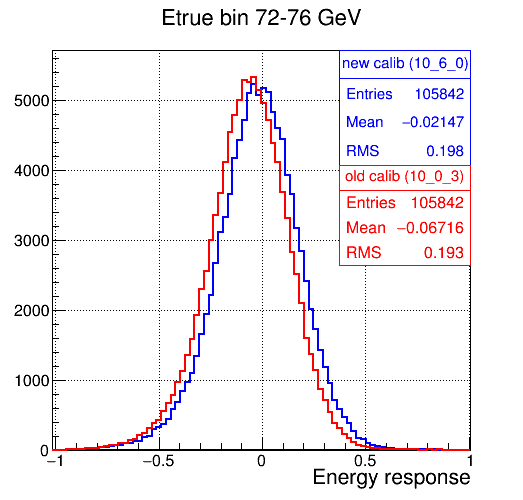 Etrue bin 72-76 GeV
new calib (10_6_0)
Entries 105842
Mean −0.02147
RMS 0.198
old calib (10_0_3)
Entries 105842
Mean −0.06716
RMS 0.193
5000
4000
3000
2000
1000
0
−1 −0.5 0 0.5 1
Energy response